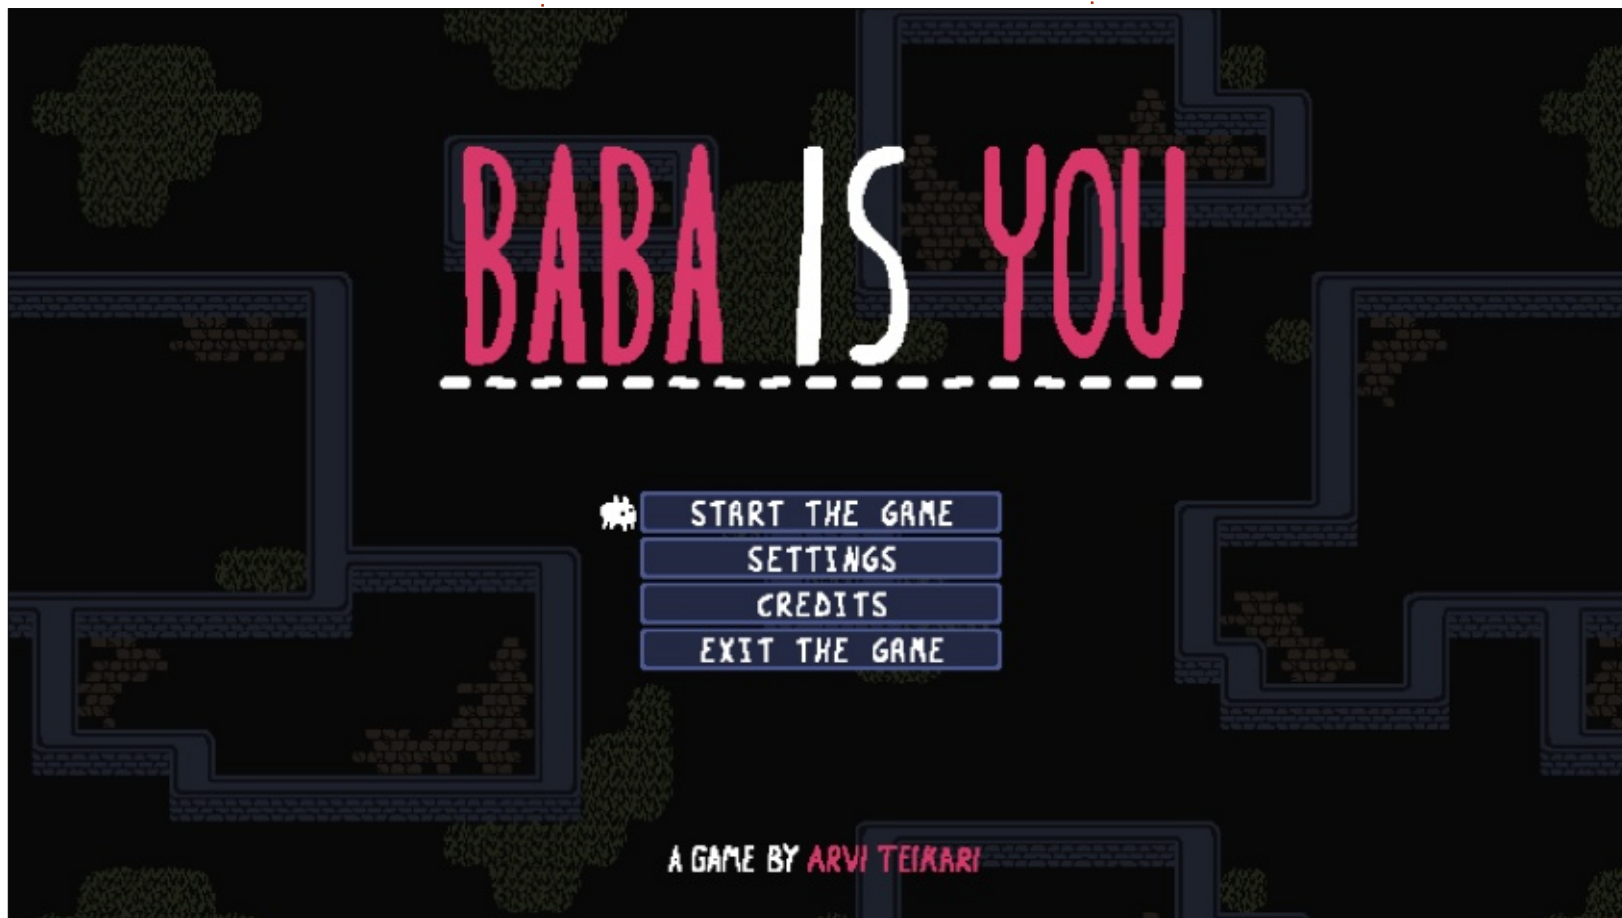 BABA IS YOU
START THE GAME
SETTINGS
CREDITS
EXIT THE GAME
A GAME BY ARVI TEIKARI